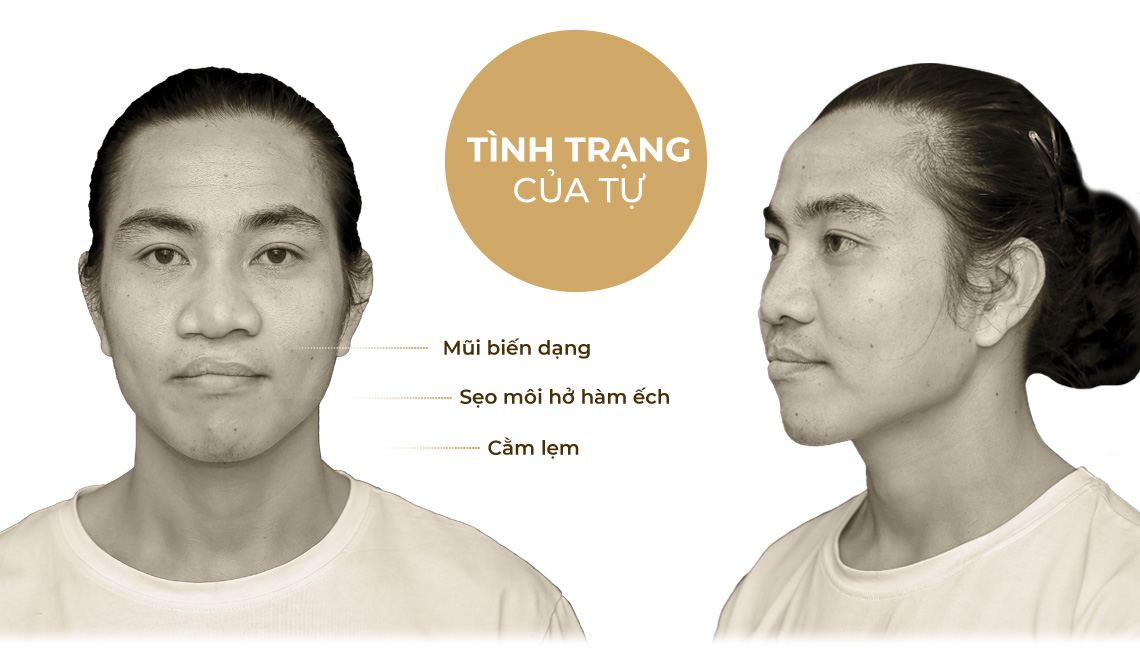 TÌNH TRẠNG
CỦA TỰ
Mũi biến dạng
Sẹo môi hở hàm ếch
Cằm lẹm